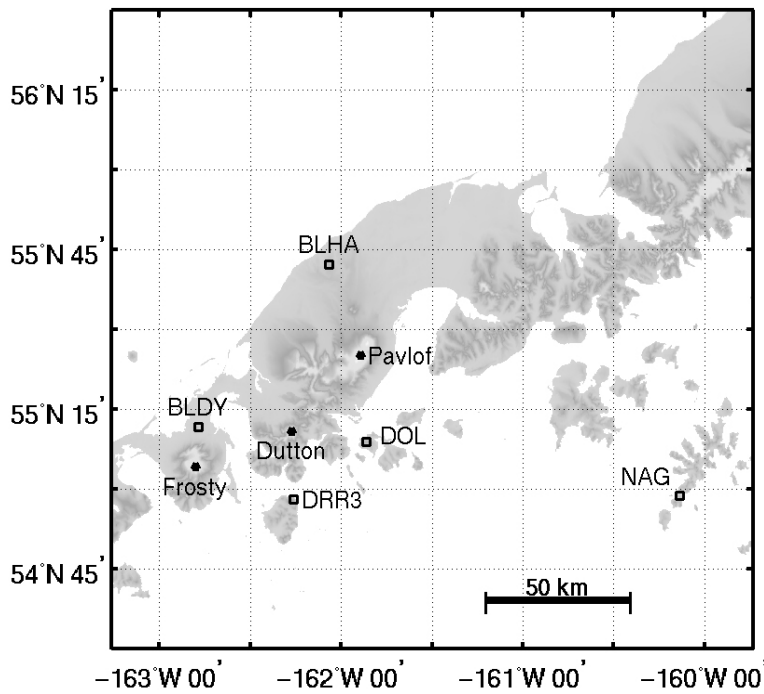 56°N 15'
55°N 45'
BLHA
Pavlof
55°N 15'
BLDY
DOL
Dutton
NAG
Frosty
DRR3
54°N 45'
50 km
−163°W 00'
−162°W 00'
−161°W 00'
−160°W 00'